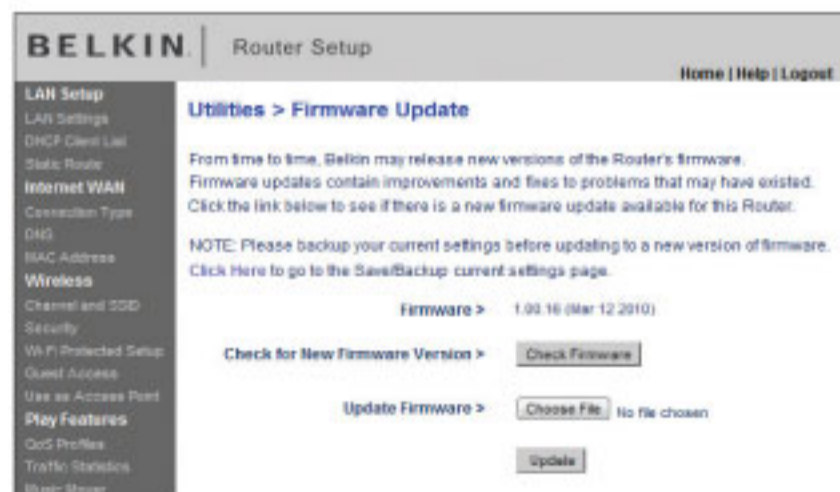 BELKIN. Router Setup
Home | Help | Logout
LAN Setup
LAN Settings
DHCP Client List
Static Route
Internet WAN
Connection Type
DNS
MAC Address
Wireless
Channel and SSID
Security
Wi-Fi Protected Setup
Guest Access
Use as Access Point
Play Features
QoS Profiles
Traffic Statistics
Music Mover
Utilities > Firmware Update
From time to time, Belkin may release new versions of the Router's firmware.
Firmware updates contain improvements and fixes to problems that may have existed.
Click the link below to see if there is a new firmware update available for this Router.
NOTE: Please backup your current settings before updating to a new version of firmware.
Click Here to go to the Save/Backup current settings page.
Firmware > 1.00.16 (Mar 12 2010)
Check for New Firmware Version > Check Firmware
Update Firmware > Choose File No file chosen
Update